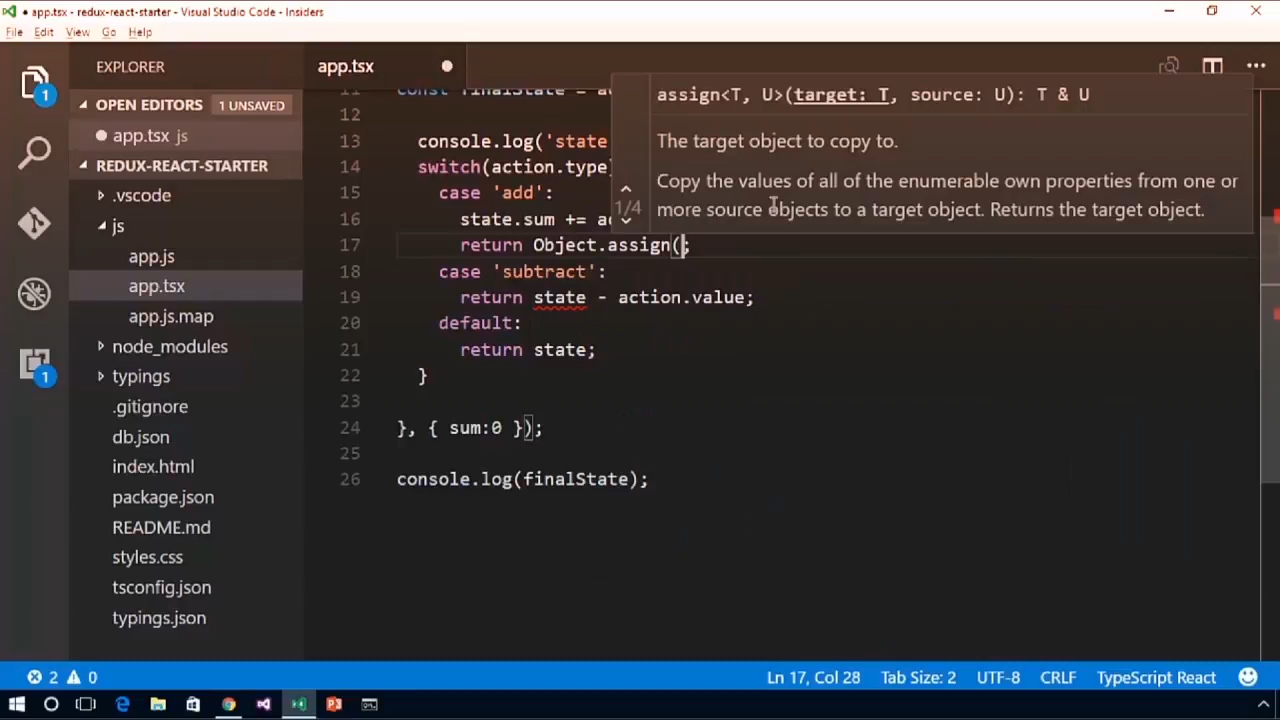 ● app.tsx - redux-react-starter - Visual Studio Code - Insiders
File Edit View Go Help
EXPLORER
app.tsx
OPEN EDITORS 1 UNSAVED
app.tsx js
REDUX-REACT-STARTER
.vscode
js
app.js
app.tsx
app.js.map
node_modules
typings
.gitignore
db.json
index.html
package.json
README.md
styles.css
tsconfig.json
typings.json
1
1
11 const finalState = a
12
13 console.log('state
14 switch(action.type)
15 case 'add':
16 state.sum += a
17 return Object.assign(;
18 case 'subtract':
19 return state - action.value;
20 default:
21 return state;
22 }
23
24 }, { sum:0 });
25
26 console.log(finalState);
assign<T, U>(target: T, source: U): T & U
The target object to copy to.
Copy the values of all of the enumerable own properties from one or
more source objects to a target object. Returns the target object.
1/4
2 0 Ln 17, Col 28 Tab Size: 2 UTF-8 CRLF TypeScript React